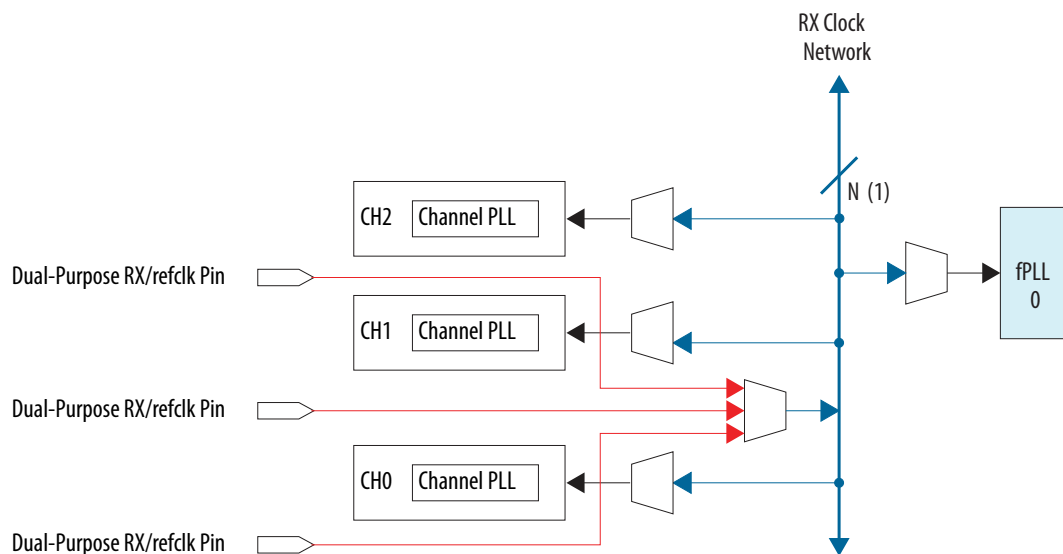 RX Clock
Network
N (1)
CH2 Channel PLL
Dual-Purpose RX/refclk Pin
fPLL
0
CH1 Channel PLL
Dual-Purpose RX/refclk Pin
CH0 Channel PLL
Dual-Purpose RX/refclk Pin